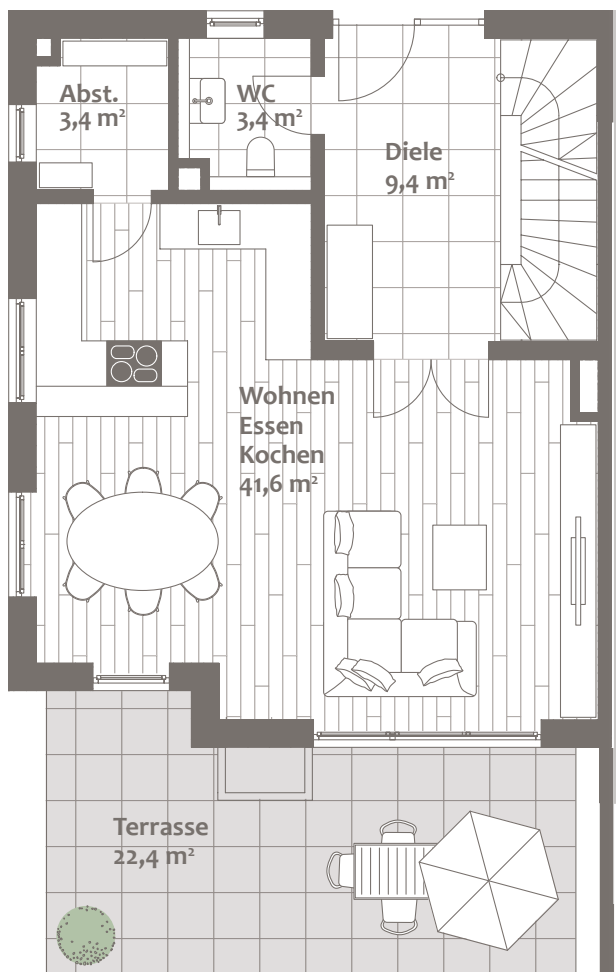 Abst.
3,4 m²
WC
3,4 m²
Diele
9,4 m²
Wohnen
Essen
Kochen
41,6 m²
Terrasse
22,4 m²